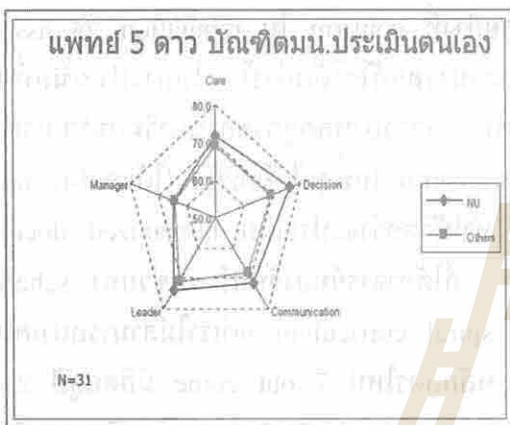 แพทย์ 5 ดาว บัณฑิตมน.ประเมินตนเอง
Care
80.0
70.0
60.0
50.0
Manager
Decision
Leader
Communication
NU
Others
N=31